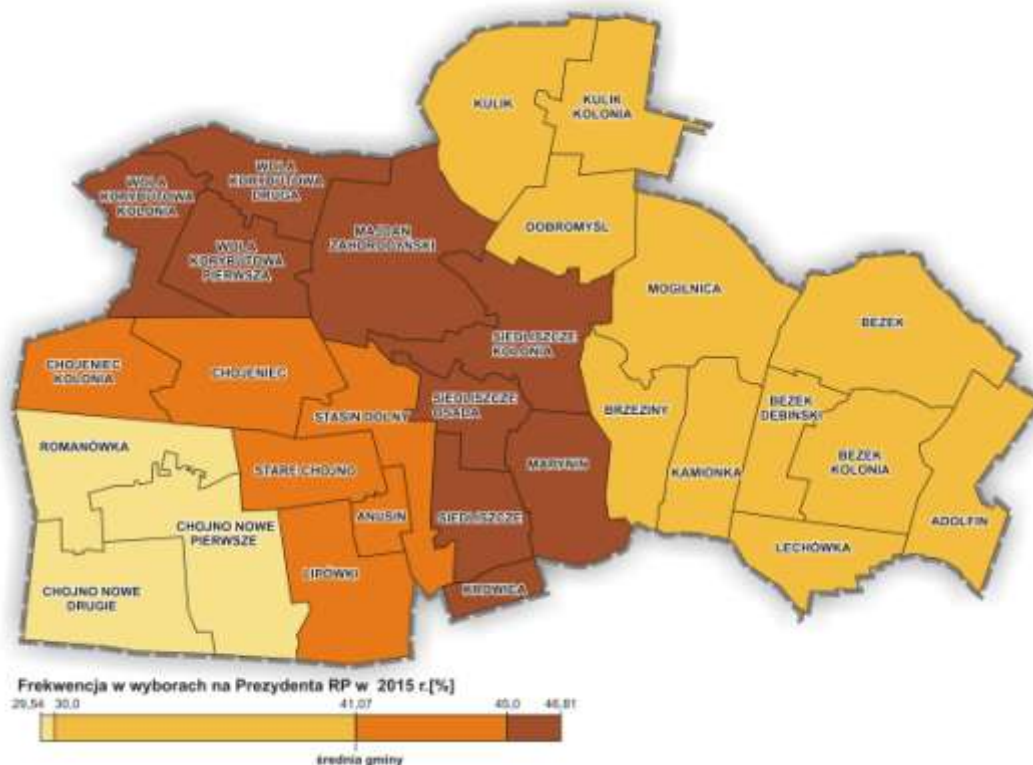 KULIK
KULIK
KOLONIA
WOLA
KORYBUTOWA
DRUGA
WOLA
KORYBUTOWA
KOLONIA
WOLA
KORYBUTOWA
PIERWSZA
MAJDAN
ZAHORODYŃSKI
DOBROMYŚL
MOGILNICA
BEZEK
SIEDLISZCZE
KOLONIA
CHOJENIEC
KOLONIA
CHOJENIEC
STASIN DOLNY
SIEDLISZCZE
OSADA
BRZEZINY
BEZEK
DĘBIŃSKI
BEZEK
KOLONIA
ROMANÓWKA
STARE CHOJNO
MARYNIN
KAMIONKA
ANUSIN
SIEDLISZCZE
ADOLFIN
CHOJNO NOWE
PIERWSZE
LECHÓWKA
LIPÓWKI
CHOJNO NOWE
DRUGIE
KROWICA
Frekwencja w wyborach na Prezydenta RP w 2015 r.[%]
29,54 30,0 41,07 45,0 46,81
średnia gminy